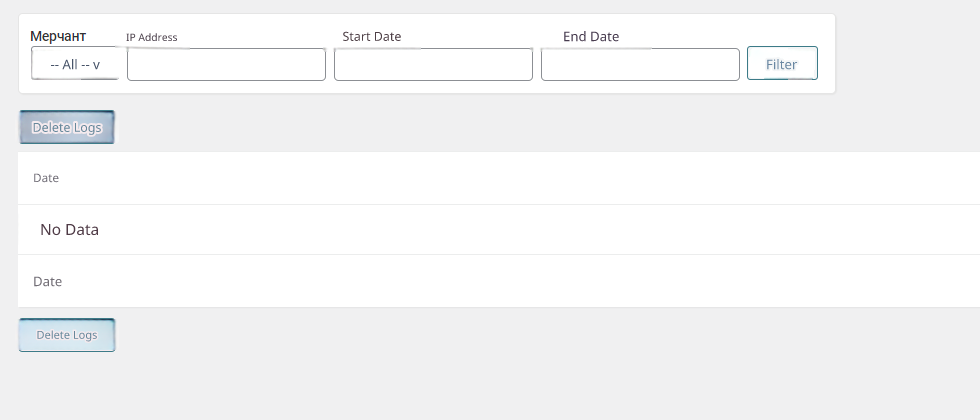 Мерчант IP Address Start Date End Date
-- All -- v Filter
Delete Logs
Date
No Data
Date
Delete Logs